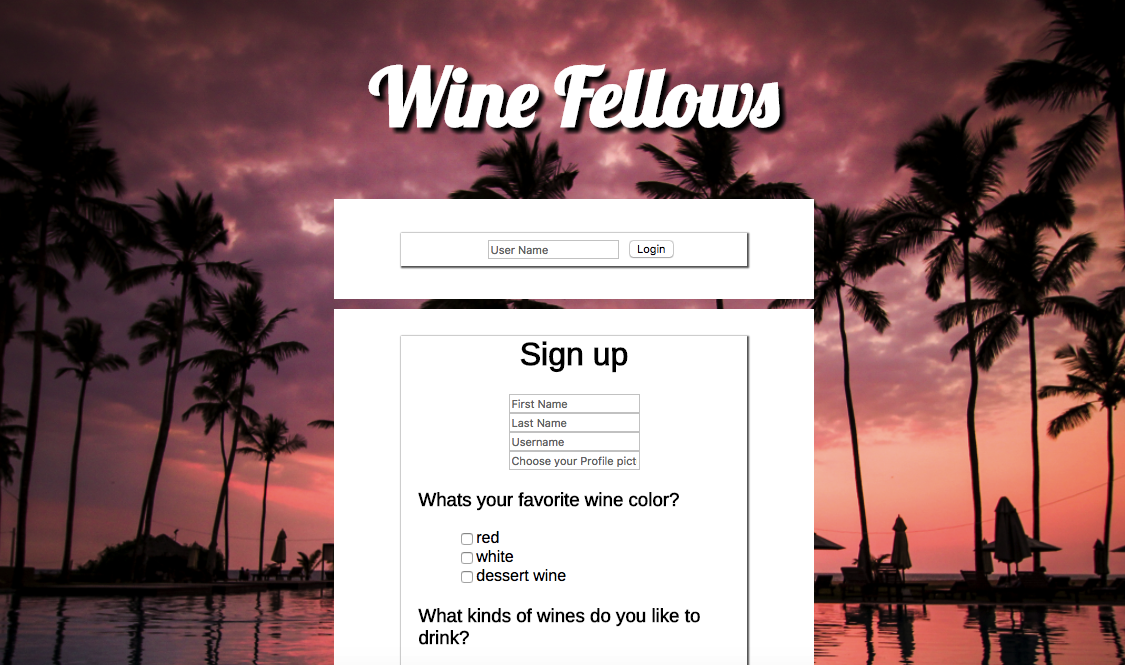 Wine Fellows
User Name
Login
Sign up
First Name
Last Name
Username
Choose your Profile pict
Whats your favorite wine color?
red
white
dessert wine
What kinds of wines do you like to
drink?